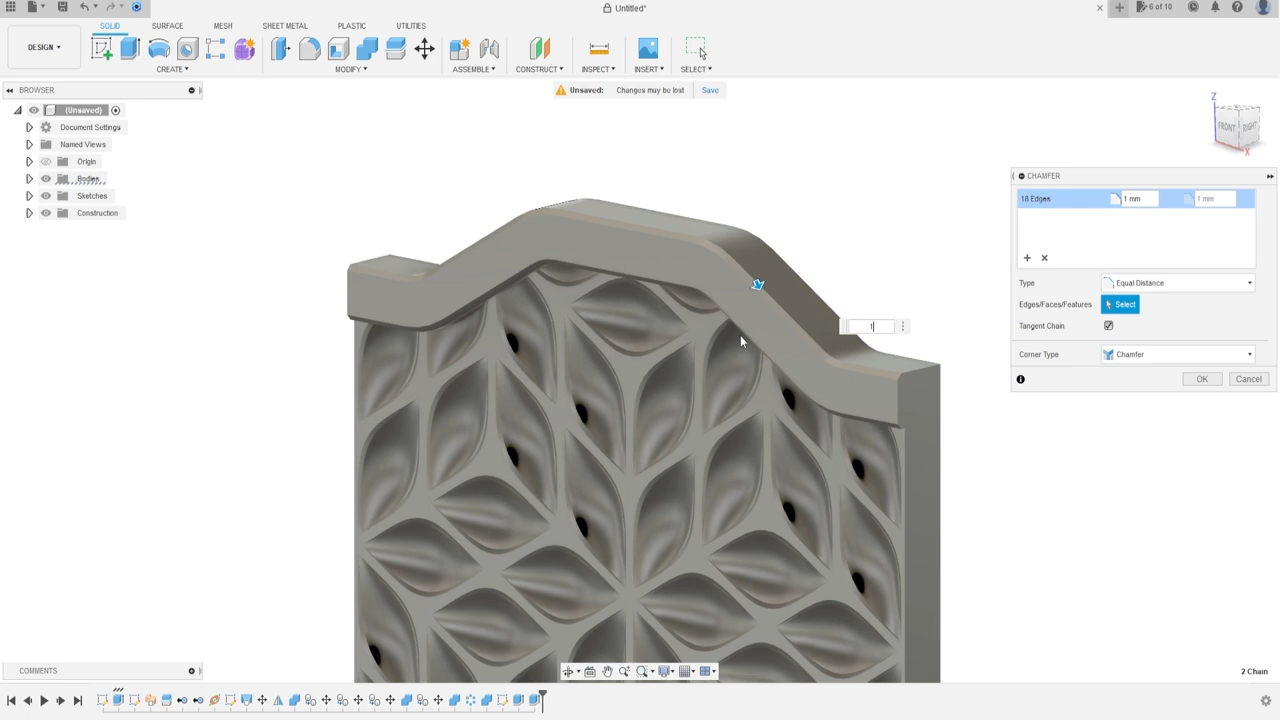 Untitled*
6 of 10
SOLID SURFACE MESH SHEET METAL PLASTIC UTILITIES
DESIGN
CREATE MODIFY ASSEMBLE CONSTRUCT INSPECT INSERT SELECT
BROWSER
Unsaved: Changes may be lost Save
(Unsaved)
Document Settings
Named Views
Origin
Bodies
Sketches
Construction
Z
FRONT RIGHT
X
CHAMFER
18 Edges 1 mm 1 mm
Type Equal Distance
Edges/Faces/Features Select
Tangent Chain
1
Corner Type Chamfer
OK Cancel
COMMENTS
2 Chain